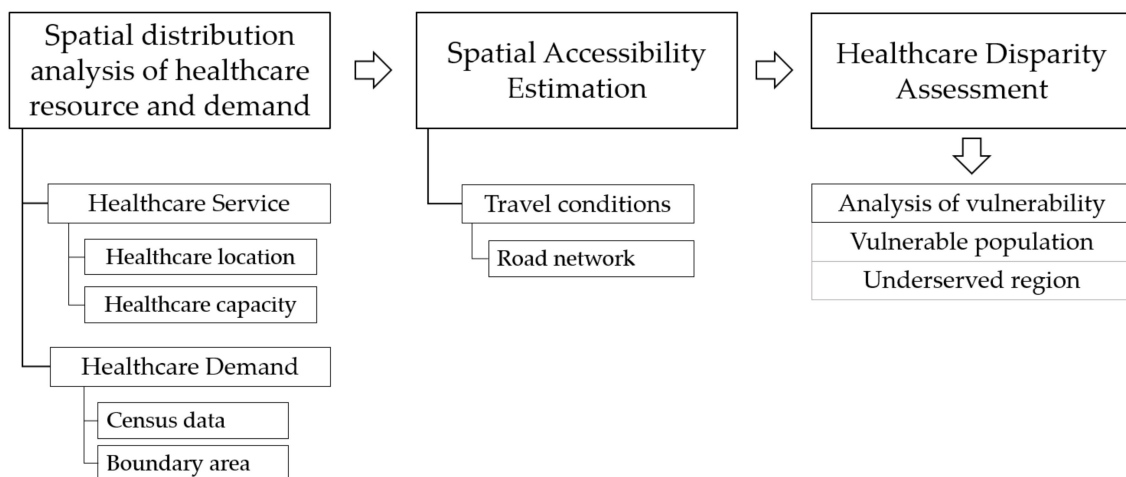 Spatial distribution
analysis of healthcare
resource and demand
Healthcare Service
Healthcare location
Healthcare capacity
Healthcare Demand
Census data
Boundary area
Spatial Accessibility
Estimation
Travel conditions
Road network
Healthcare Disparity
Assessment
Analysis of vulnerability
Vulnerable population
Underserved region